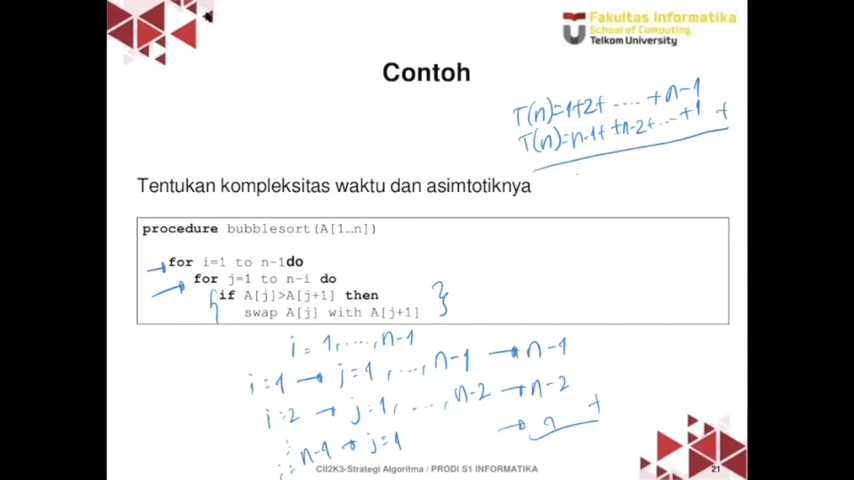 Fakultas Informatika
School of Computing
Telkom University
Contoh
T(n)=1+2+ .... + n-1
T(n)=n-1+ +n-2+...+1 +
Tentukan kompleksitas waktu dan asimtotiknya
procedure bubblesort(A[1…n])
for i=1 to n-1do
for j=1 to n-i do
if A[j]>A[j+1] then
swap A[j] with A[j+1]
i = 1, ...., n-1
i=1 → j=1, ..., n-1 → n-1
i=2 → j=1, ..., n-2 → n-2
i=n-1 → j=1 → +
CII2K3-Strategi Algoritma / PRODI S1 INFORMATIKA
21